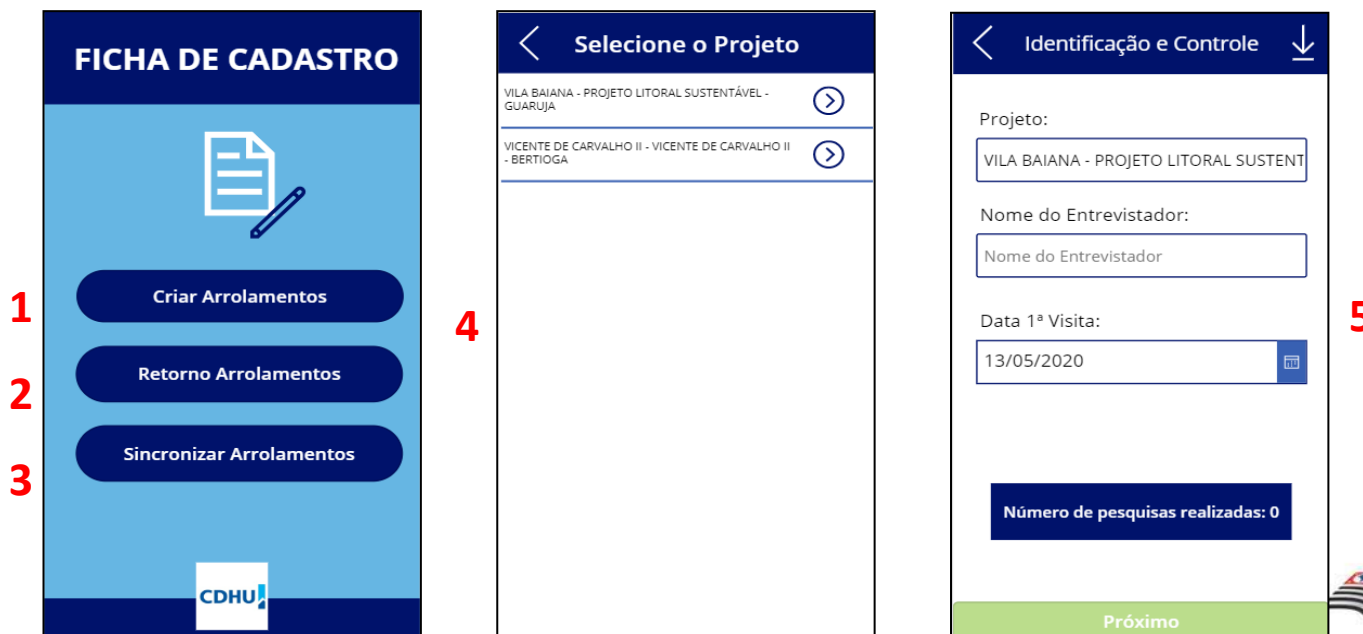 FICHA DE CADASTRO
1
Criar Arrolamentos
2
Retorno Arrolamentos
3
Sincronizar Arrolamentos
CDHU
4
Selecione o Projeto
VILA BAIANA - PROJETO LITORAL SUSTENTÁVEL -
GUARUJA
VICENTE DE CARVALHO II - VICENTE DE CARVALHO II
- BERTIOGA
Identificação e Controle
Projeto:
VILA BAIANA - PROJETO LITORAL SUSTENT
Nome do Entrevistador:
Nome do Entrevistador
Data 1ª Visita:
13/05/2020
5
Número de pesquisas realizadas: 0
Próximo